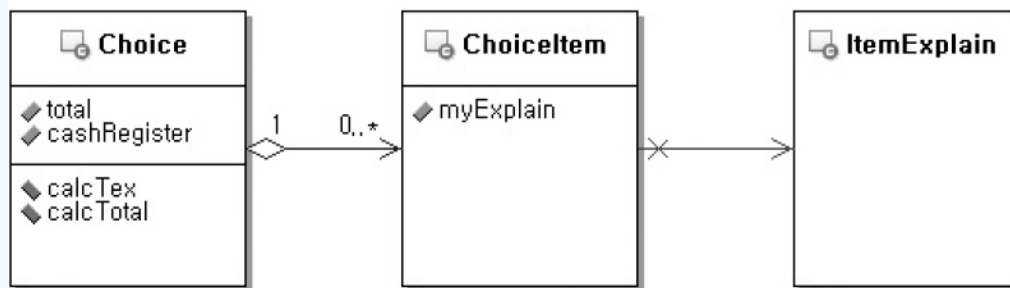 Choice
total
cashRegister
calcTex
calcTotal
1
0..*
ChoiceItem
myExplain
ItemExplain